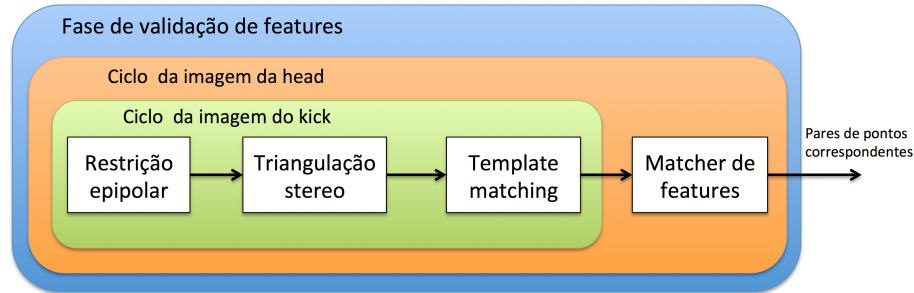 Fase de validação de features
Ciclo da imagem da head
Ciclo da imagem do kick
Restrição
epipolar
Triangulação
stereo
Template
matching
Matcher de
features
Pares de pontos
correspondentes